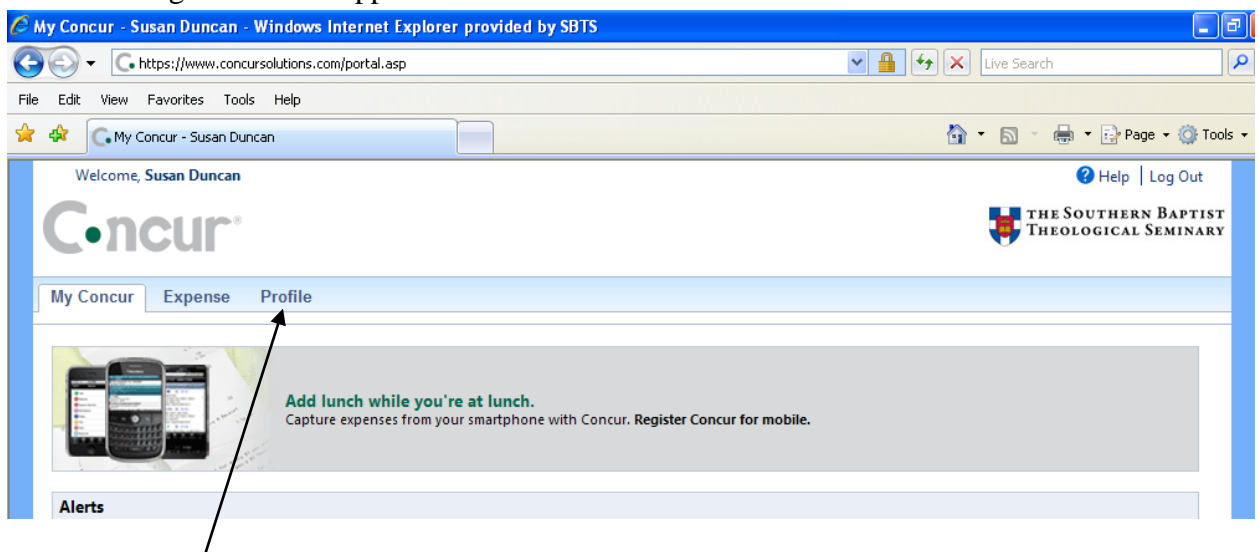 My Concur - Susan Duncan - Windows Internet Explorer provided by SBTS
https://www.concursolutions.com/portal.asp
Live Search
File Edit View Favorites Tools Help
My Concur - Susan Duncan
Page Tools
Welcome, Susan Duncan
Help | Log Out
Concur®
THE SOUTHERN BAPTIST
THEOLOGICAL SEMINARY
My Concur Expense Profile
Add lunch while you're at lunch.
Capture expenses from your smartphone with Concur. Register Concur for mobile.
Alerts